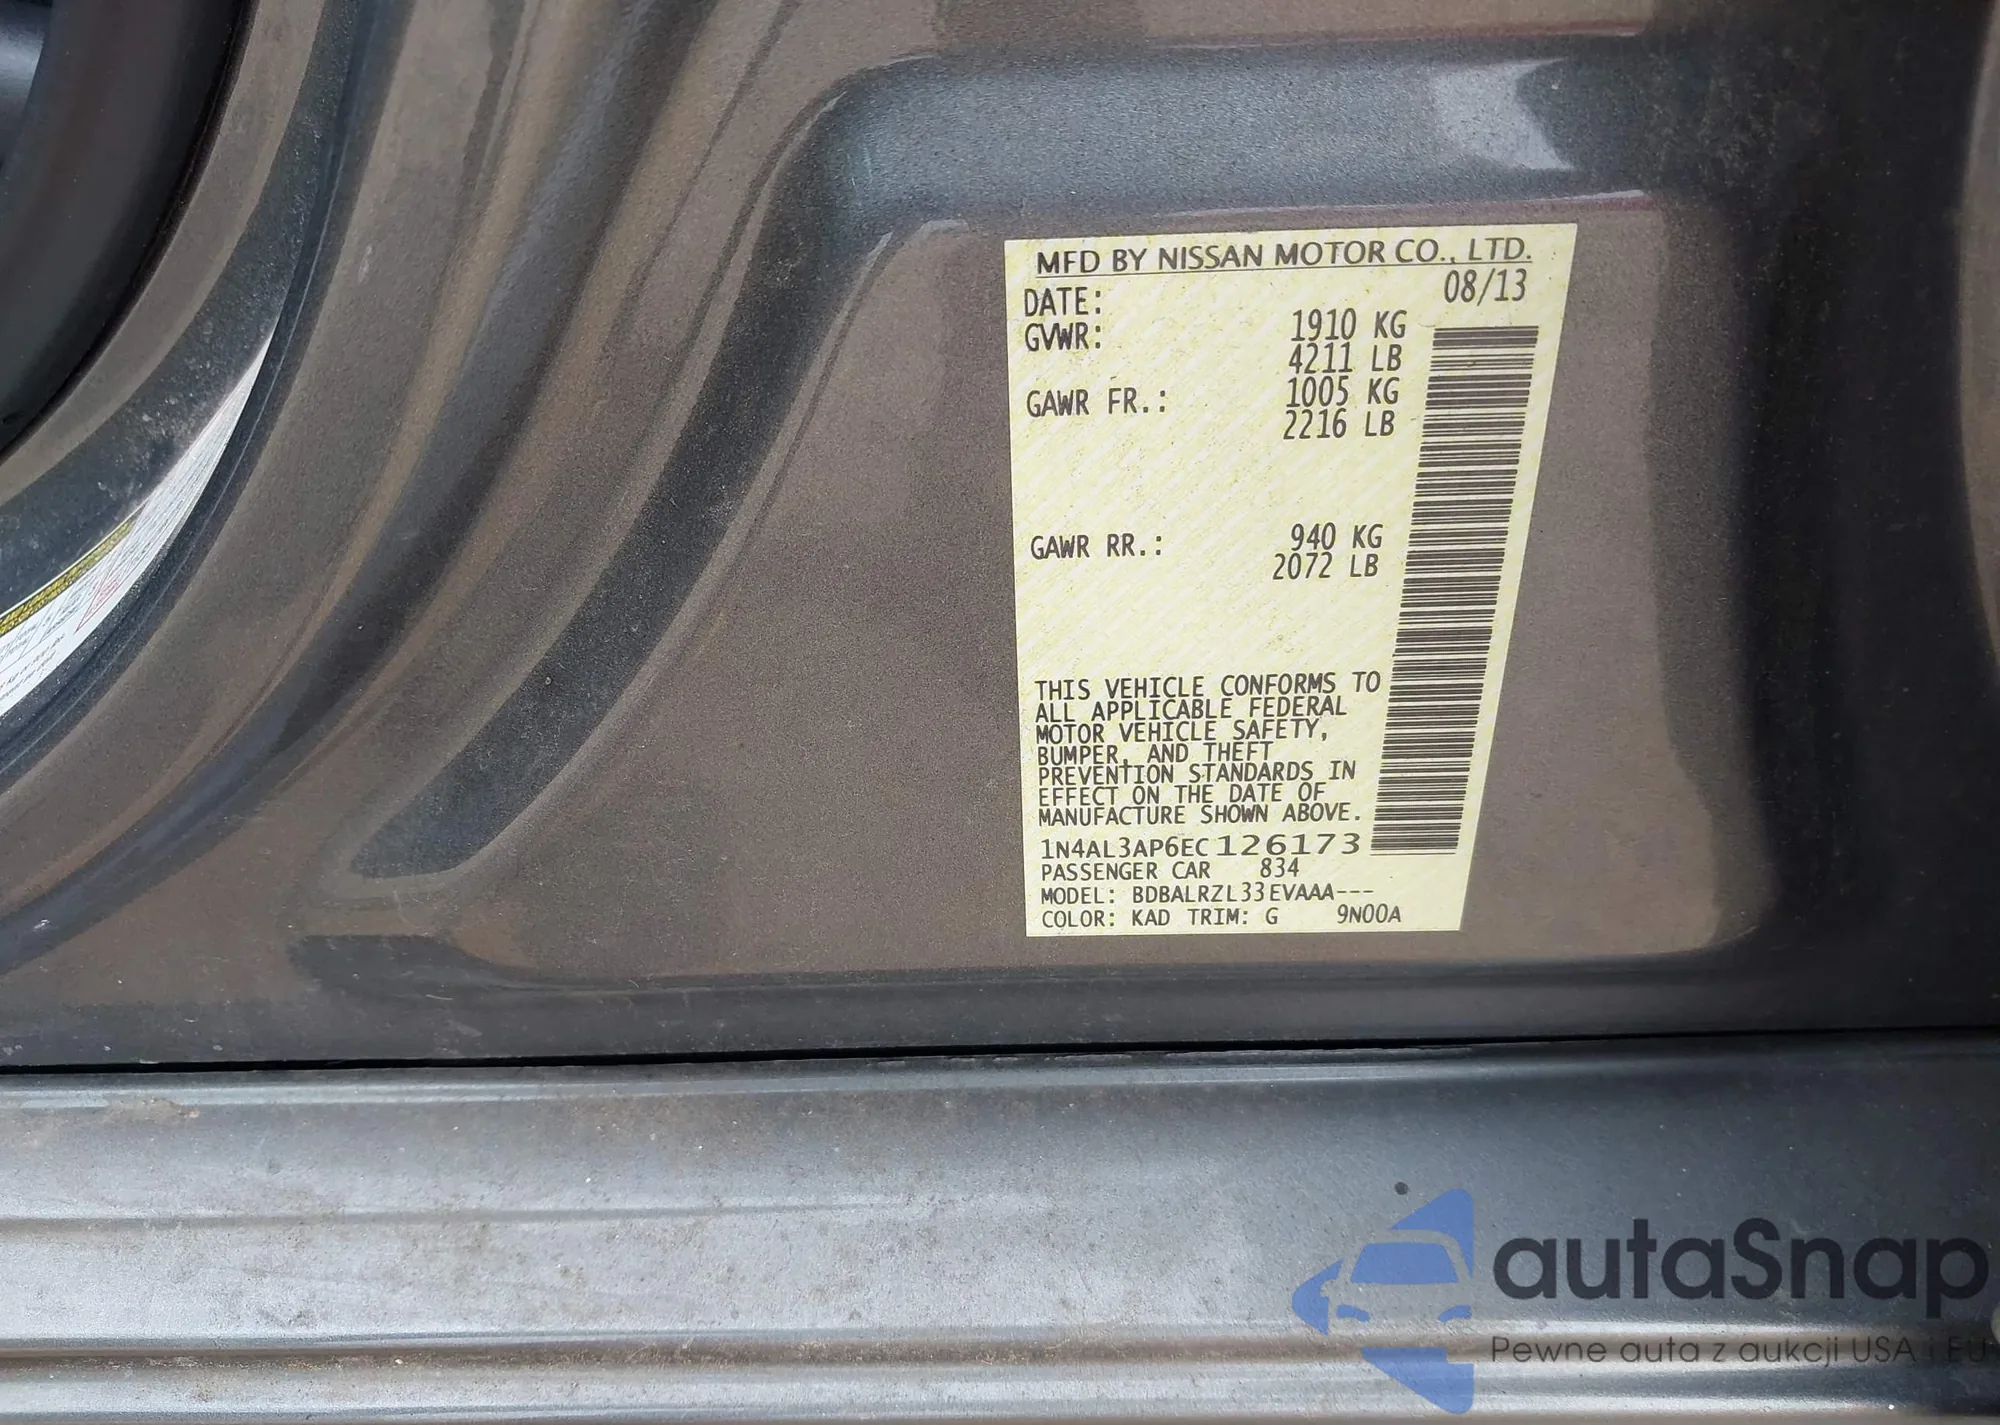 MFD BY NISSAN MOTOR CO., LTD.
DATE: 08/13
GVWR: 1910 KG
4211 LB
GAWR FR.: 1005 KG
2216 LB
GAWR RR.: 940 KG
2072 LB
THIS VEHICLE CONFORMS TO
ALL APPLICABLE FEDERAL
MOTOR VEHICLE SAFETY,
BUMPER, AND THEFT
PREVENTION STANDARDS IN
EFFECT ON THE DATE OF
MANUFACTURE SHOWN ABOVE.
1N4AL3AP6EC126173
PASSENGER CAR 834
MODEL: BDBALRZL33EVAAA---
COLOR: KAD TRIM: G 9N00A
autaSnap
Pewne auta z aukcji USA i EU